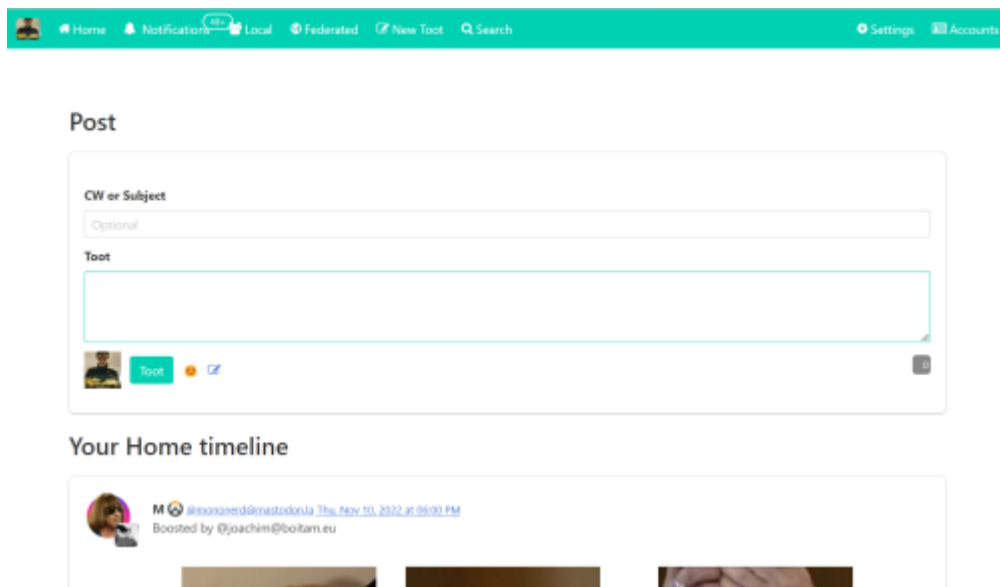 Home Notifications 48+ Local Federated New Toot Search Settings Accounts
Post
CW or Subject
Optional
Toot
Toot 0
Your Home timeline
M @mononerd@mastodon.la Thu, Nov 10, 2022 at 06:00 PM
Boosted by @joachim@boitam.eu